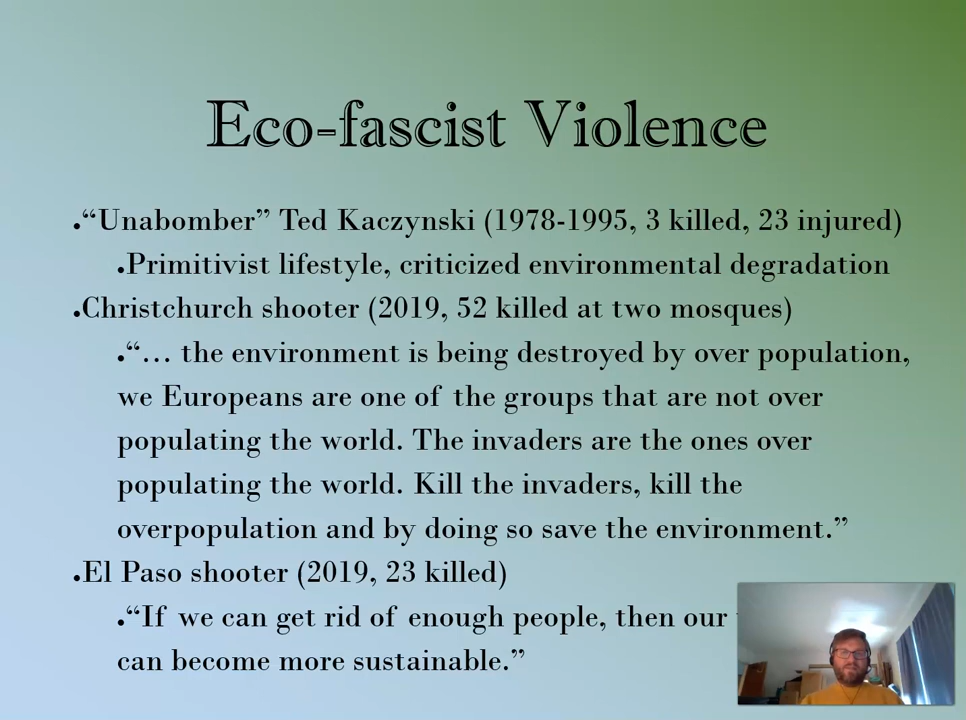 Eco-fascist Violence
•“Unabomber” Ted Kaczynski (1978-1995, 3 killed, 23 injured)
•Primitivist lifestyle, criticized environmental degradation
•Christchurch shooter (2019, 52 killed at two mosques)
•“… the environment is being destroyed by over population,
we Europeans are one of the groups that are not over
populating the world. The invaders are the ones over
populating the world. Kill the invaders, kill the
overpopulation and by doing so save the environment.”
•El Paso shooter (2019, 23 killed)
•“If we can get rid of enough people, then our
can become more sustainable.”